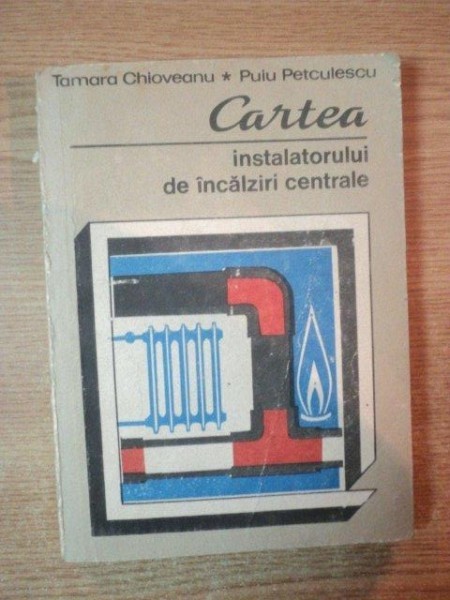 Tamara Chioveanu * Puiu Petculescu
Cartea
instalatorului
de încălziri centrale